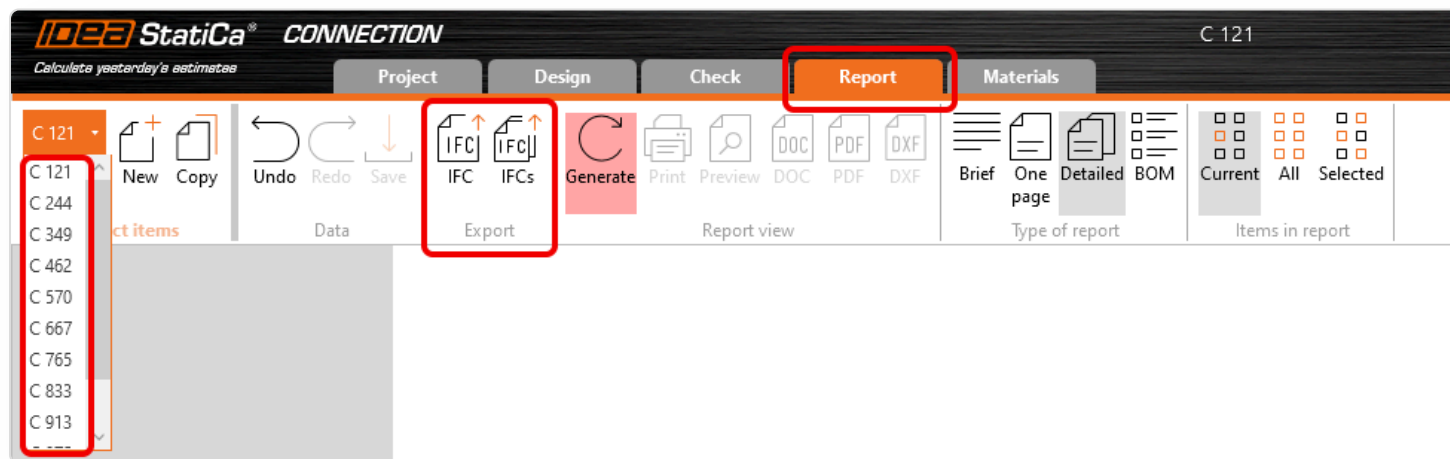 IDEA StatiCa® CONNECTION
C 121
Calculate yesterday's estimates
Project Design Check Report Materials
C 121
IFC IFC DOC PDF DXF
New Copy Undo Redo Save IFC IFCs Generate Print Preview DOC PDF DXF Brief One page Detailed BOM Current All Selected
ct items Data Export Report view Type of report Items in report
C 121
C 244
C 349
C 462
C 570
C 667
C 765
C 833
C 913